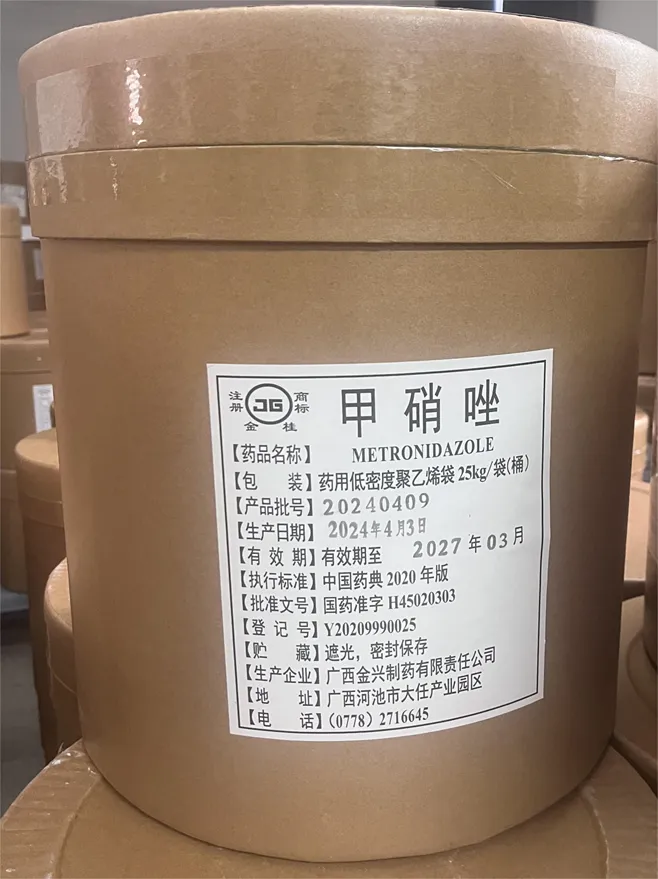 注册 JG 商标
金桂
甲硝唑
【药品名称】 METRONIDAZOLE
【包 装】药用低密度聚乙烯袋 25kg/袋(桶)
【产品批号】20240409
【生产日期】 2024年4月3日
【有 效 期】有效期至 2027年03月
【执行标准】中国药典 2020 年版
【批准文号】国药准字 H45020303
【登 记 号】Y20209990025
【贮 藏】遮光，密封保存
【生产企业】广西金兴制药有限责任公司
【地 址】广西河池市大任产业园区
【电 话】（0778）2716645